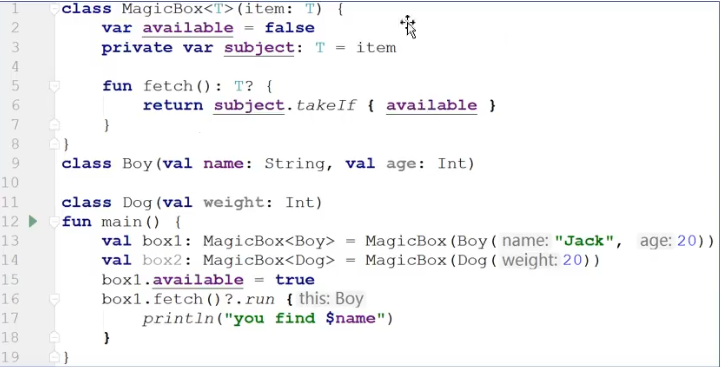 1 class MagicBox<T>(item: T) {
2 var available = false
3 private var subject: T = item
4
5 fun fetch(): T? {
6 return subject.takeIf { available }
7 }
8 }
9 class Boy(val name: String, val age: Int)
10
11 class Dog(val weight: Int)
12 fun main() {
13 val box1: MagicBox<Boy> = MagicBox(Boy( name: "Jack", age: 20))
14 val box2: MagicBox<Dog> = MagicBox(Dog( weight: 20))
15 box1.available = true
16 box1.fetch()?.run { this: Boy
17 println("you find $name")
18 }
19 }